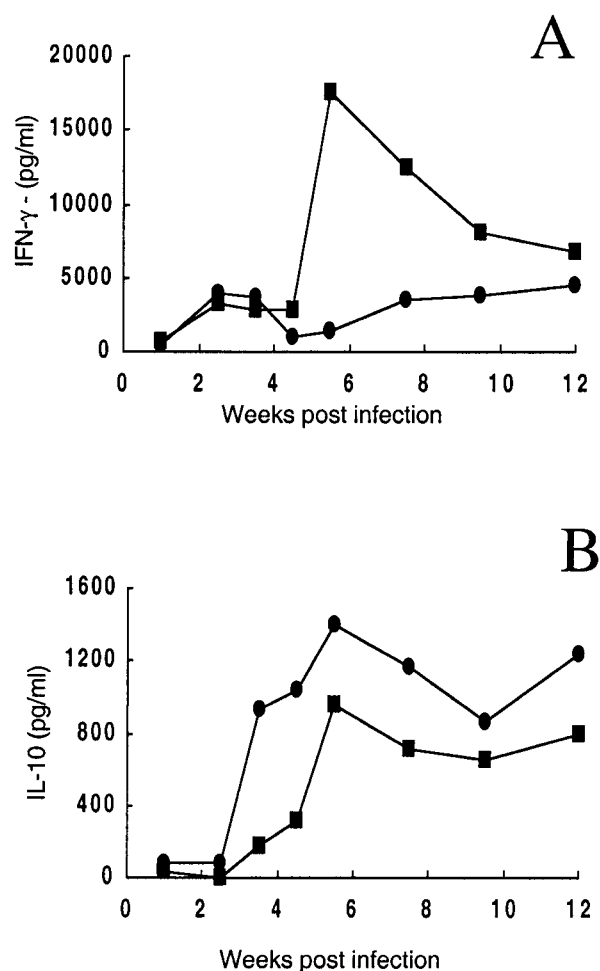 A
20000
15000
10000
5000
0
IFN-γ - (pg/ml)
0 2 4 6 8 10 12
Weeks post infection
B
1600
1200
800
400
0
IL-10 (pg/ml)
0 2 4 6 8 10 12
Weeks post infection